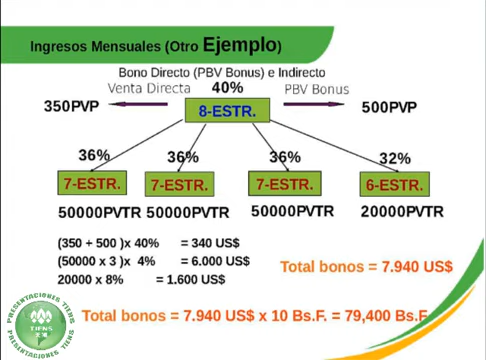 Ingresos Mensuales (Otro Ejemplo)
Bono Directo (PBV Bonus) e Indirecto
Venta Directa 40% PBV Bonus
350PVP 8-ESTR. 500PVP
36% 36% 36% 32%
7-ESTR. 7-ESTR. 7-ESTR. 6-ESTR.
50000PVTR 50000PVTR 50000PVTR 20000PVTR
(350 + 500 )x 40% = 340 US$
(50000 x 3 )x 4% = 6.000 US$
20000 x 8% = 1.600 US$
Total bonos = 7.940 US$
Total bonos = 7.940 US$ x 10 Bs.F. = 79,400 Bs.F
PRESENTACIONES TIENS
TIENS
PRESENTACIONES TIENS